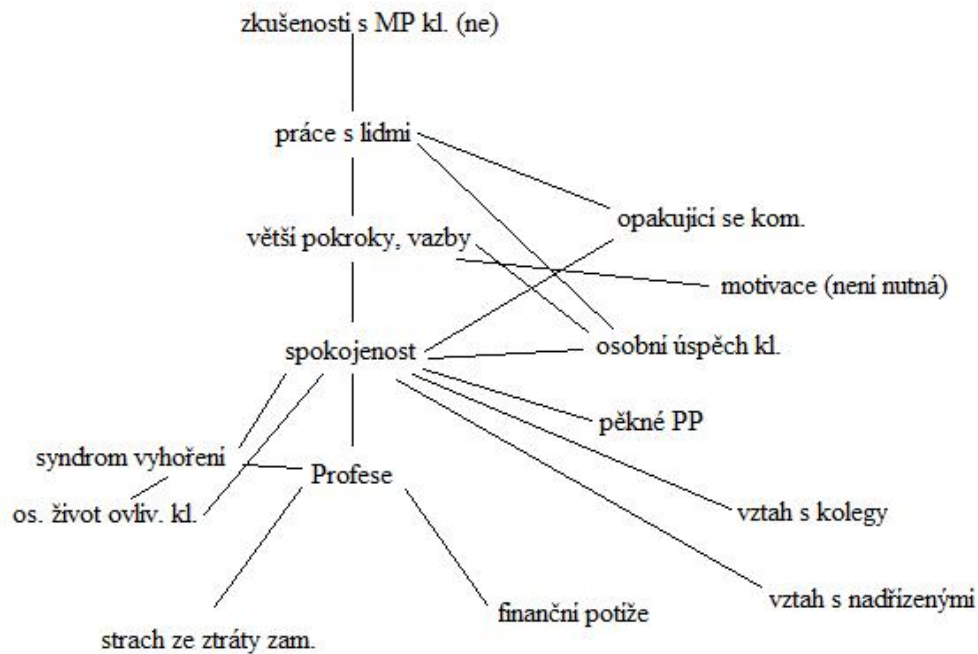 zkušenosti s MP kl. (ne)
práce s lidmi
opakující se kom.
větší pokroky, vazby
motivace (není nutná)
osobní úspěch kl.
spokojenost
pěkné PP
syndrom vyhoření
Profese
os. život ovliv. kl.
vztah s kolegy
vztah s nadřízenými
finanční potíže
strach ze ztráty zam.